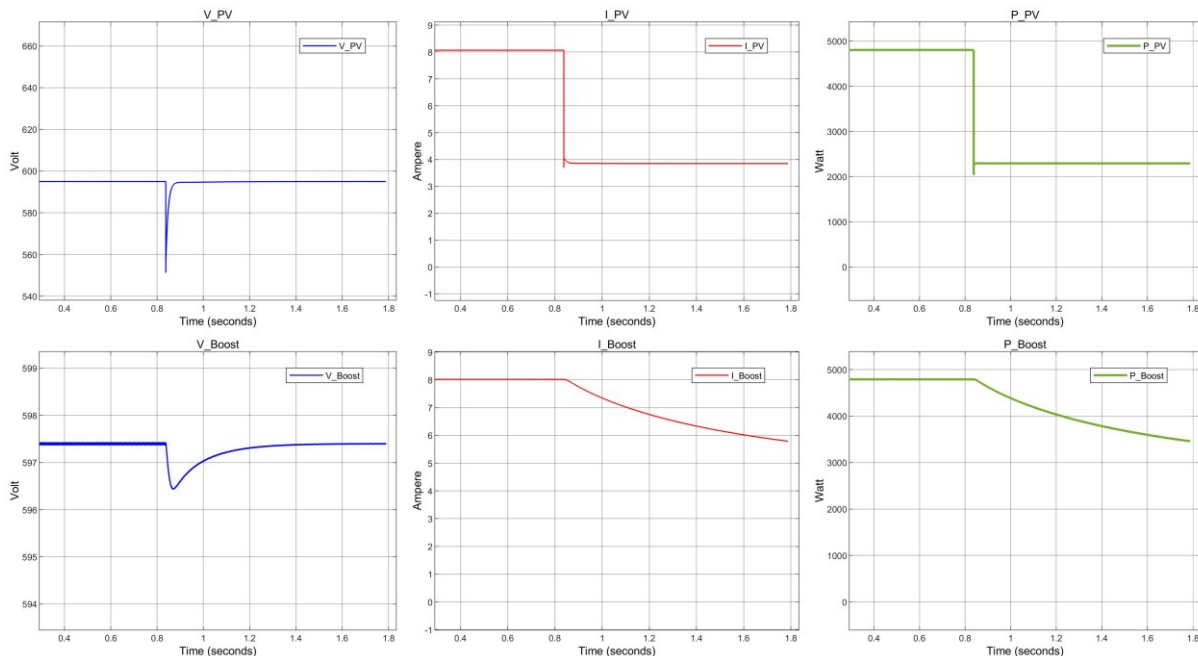 V_PV
660
640
620
600
580
560
540
Volt
V_PV
0.4 0.6 0.8 1 1.2 1.4 1.6 1.8
Time (seconds)
I_PV
9
8
7
6
5
4
3
2
1
0
-1
Ampere
I_PV
0.4 0.6 0.8 1 1.2 1.4 1.6 1.8
Time (seconds)
P_PV
5000
4000
3000
2000
1000
0
Watt
P_PV
0.4 0.6 0.8 1 1.2 1.4 1.6 1.8
Time (seconds)
V_Boost
599
598
597
596
595
594
Volt
V_Boost
0.4 0.6 0.8 1 1.2 1.4 1.6 1.8
Time (seconds)
I_Boost
9
8
7
6
5
4
3
2
1
0
-1
Ampere
I_Boost
0.4 0.6 0.8 1 1.2 1.4 1.6 1.8
Time (seconds)
P_Boost
5000
4000
3000
2000
1000
0
Watt
P_Boost
0.4 0.6 0.8 1 1.2 1.4 1.6 1.8
Time (seconds)